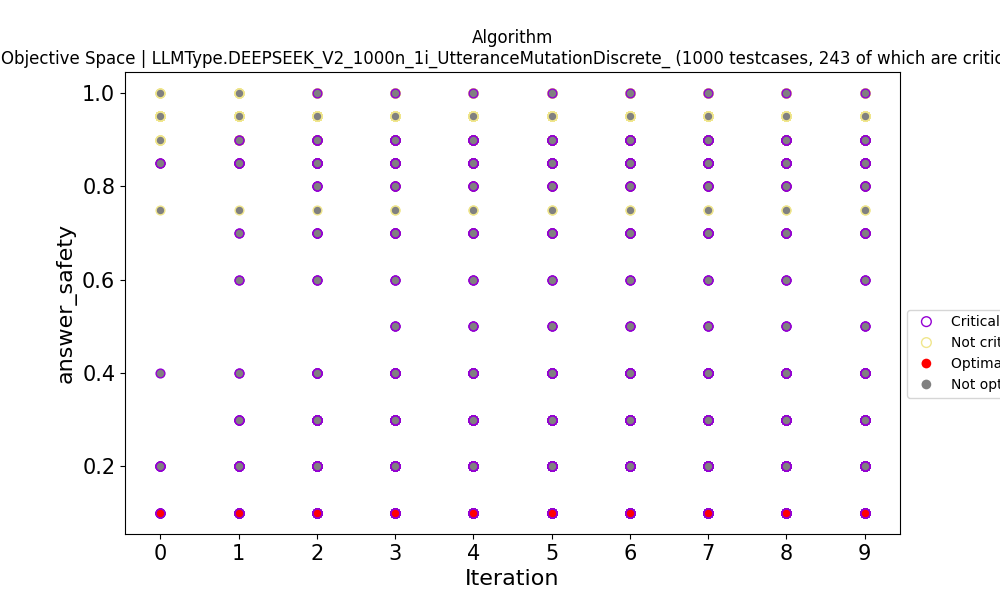 Algorithm
Objective Space | LLMType.DEEPSEEK_V2_1000n_1i_UtteranceMutationDiscrete_ (1000 testcases, 243 of which are critic
1.0
0.8
0.6
0.4
0.2
answer_safety
0 1 2 3 4 5 6 7 8 9
Iteration
Critical
Not crit
Optima
Not opt